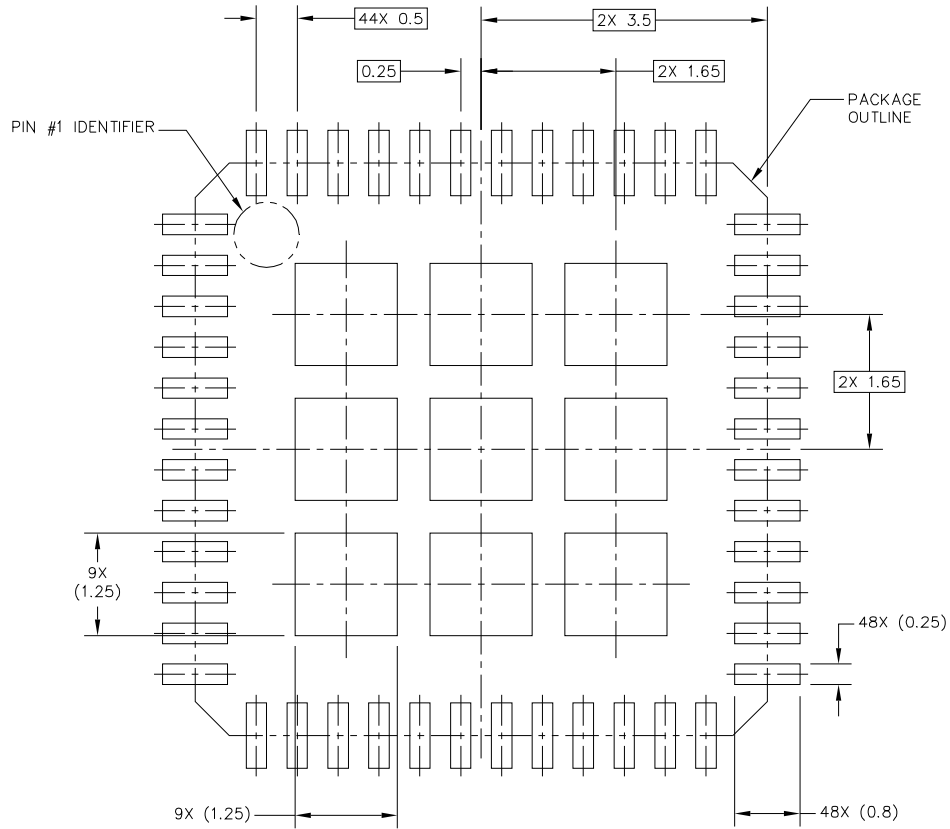 44X 0.5
2X 3.5
0.25
2X 1.65
PIN #1 IDENTIFIER
PACKAGE
OUTLINE
2X 1.65
9X
(1.25)
48X (0.25)
9X (1.25)
48X (0.8)